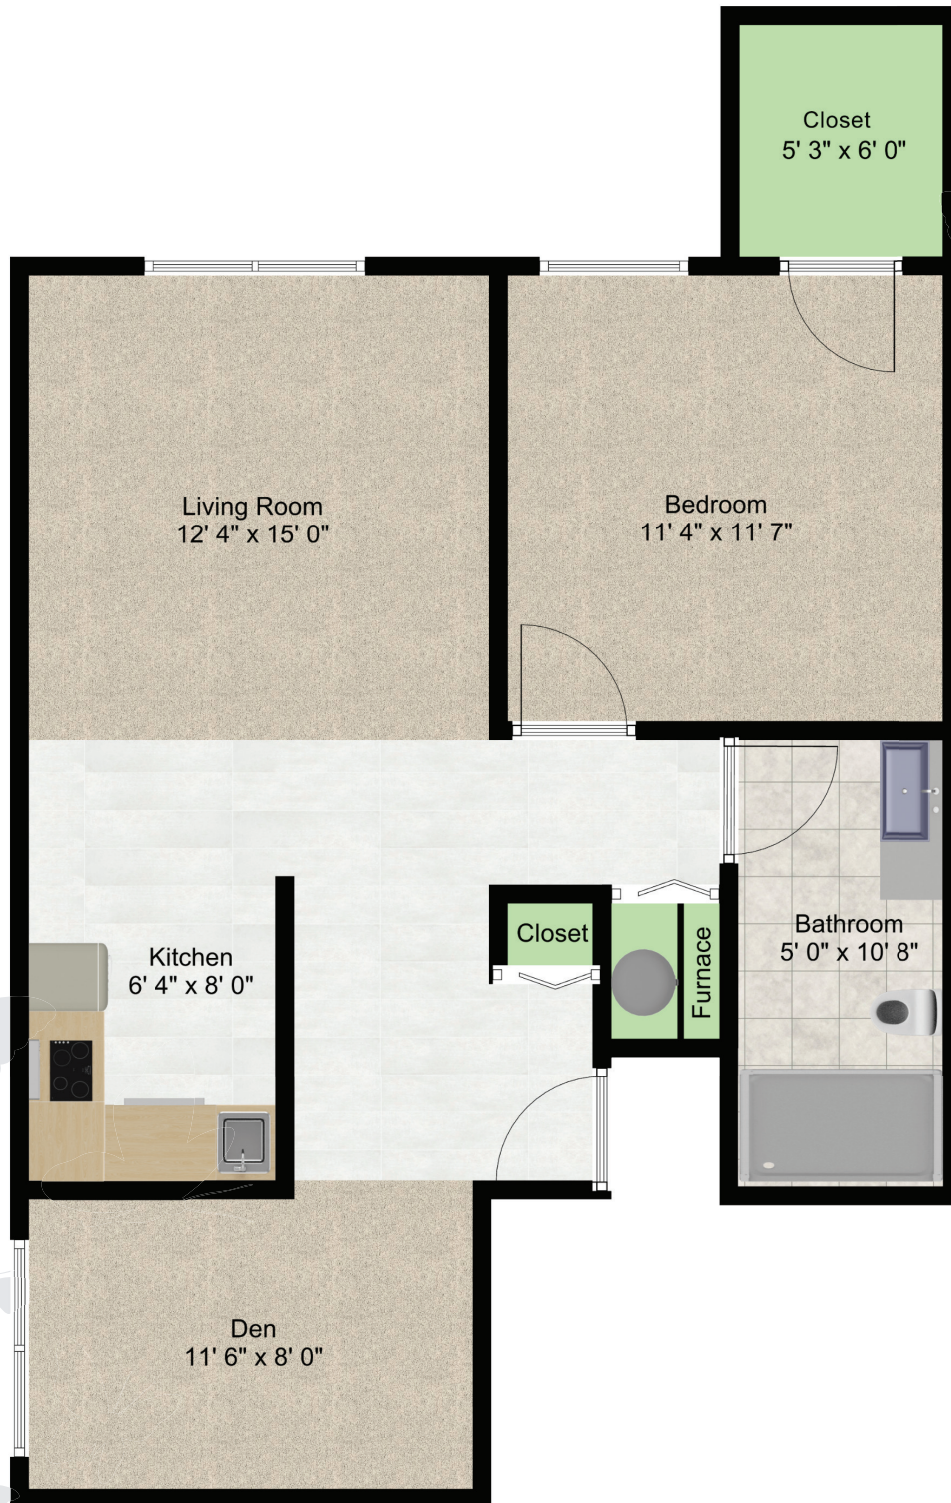 Closet
5' 3" x 6' 0"
Living Room
12' 4" x 15' 0"
Bedroom
11' 4" x 11' 7"
Closet
Furnace
Bathroom
5' 0" x 10' 8"
Kitchen
6' 4" x 8' 0"
Den
11' 6" x 8' 0"